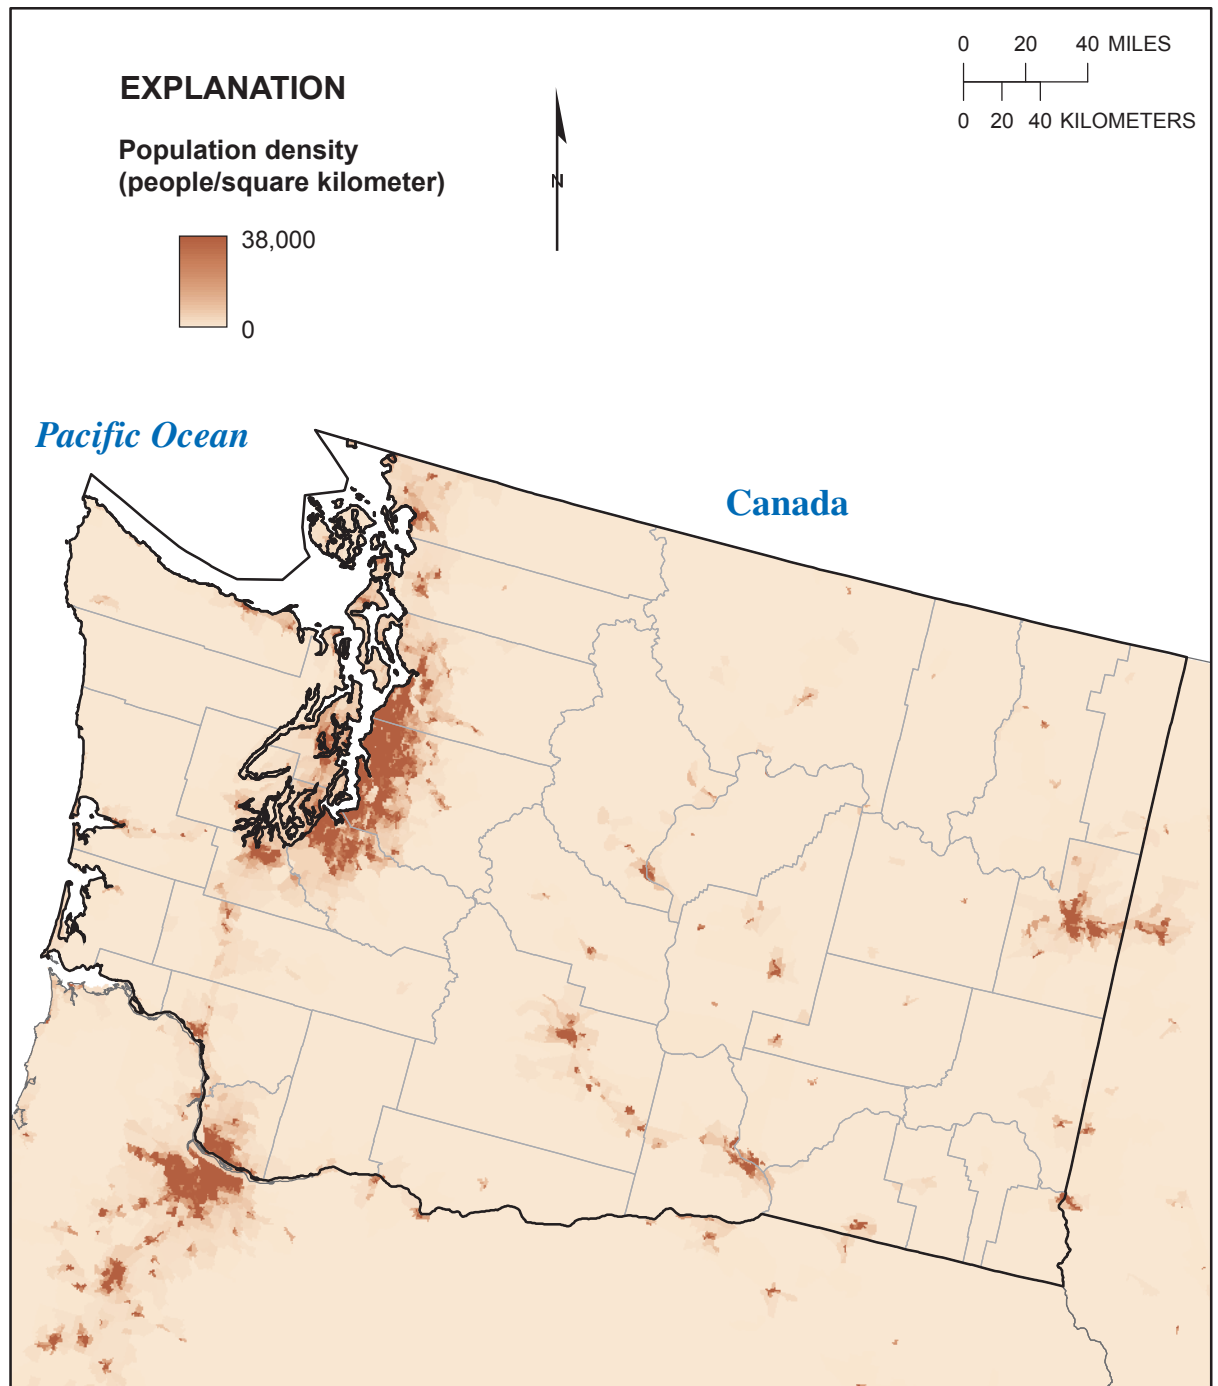 0 20 40 MILES
0 20 40 KILOMETERS
EXPLANATION
Population density
(people/square kilometer)
N
38,000
0
Pacific Ocean
Canada